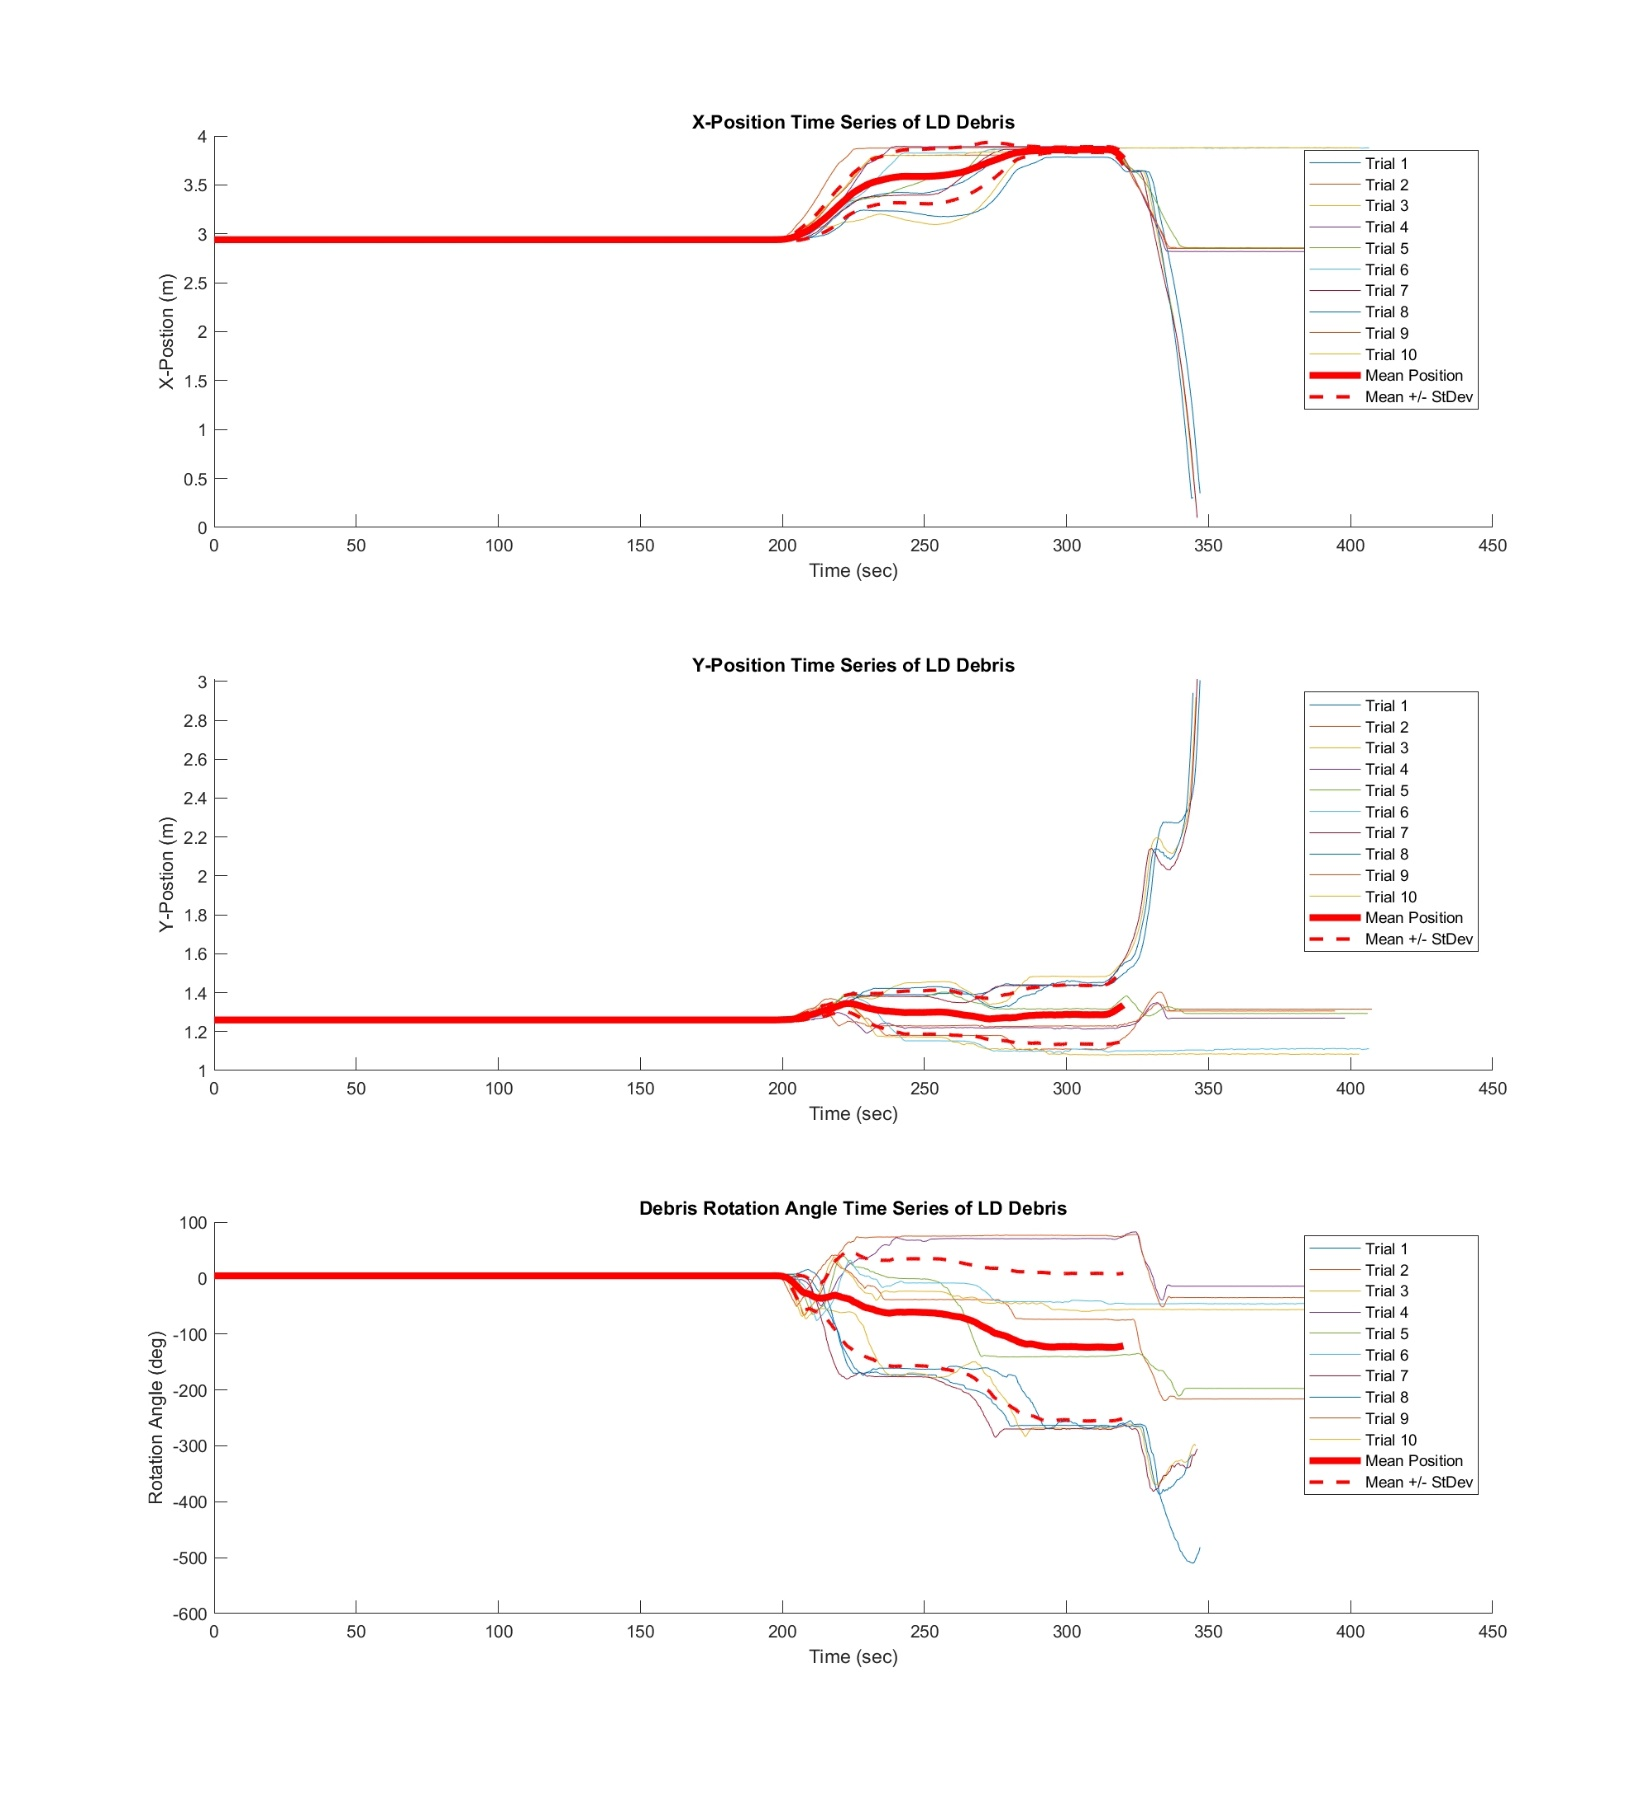 X-Position Time Series of LD Debris
4
3.5
3
2.5
2
1.5
1
0.5
0
X-Postion (m)
0 50 100 150 200 250 300 350 400 450
Time (sec)
Trial 1
Trial 2
Trial 3
Trial 4
Trial 5
Trial 6
Trial 7
Trial 8
Trial 9
Trial 10
Mean Position
Mean +/- StDev
Y-Position Time Series of LD Debris
3
2.8
2.6
2.4
2.2
2
1.8
1.6
1.4
1.2
1
Y-Postion (m)
0 50 100 150 200 250 300 350 400 450
Time (sec)
Trial 1
Trial 2
Trial 3
Trial 4
Trial 5
Trial 6
Trial 7
Trial 8
Trial 9
Trial 10
Mean Position
Mean +/- StDev
Debris Rotation Angle Time Series of LD Debris
100
0
-100
-200
-300
-400
-500
-600
Rotation Angle (deg)
0 50 100 150 200 250 300 350 400 450
Time (sec)
Trial 1
Trial 2
Trial 3
Trial 4
Trial 5
Trial 6
Trial 7
Trial 8
Trial 9
Trial 10
Mean Position
Mean +/- StDev